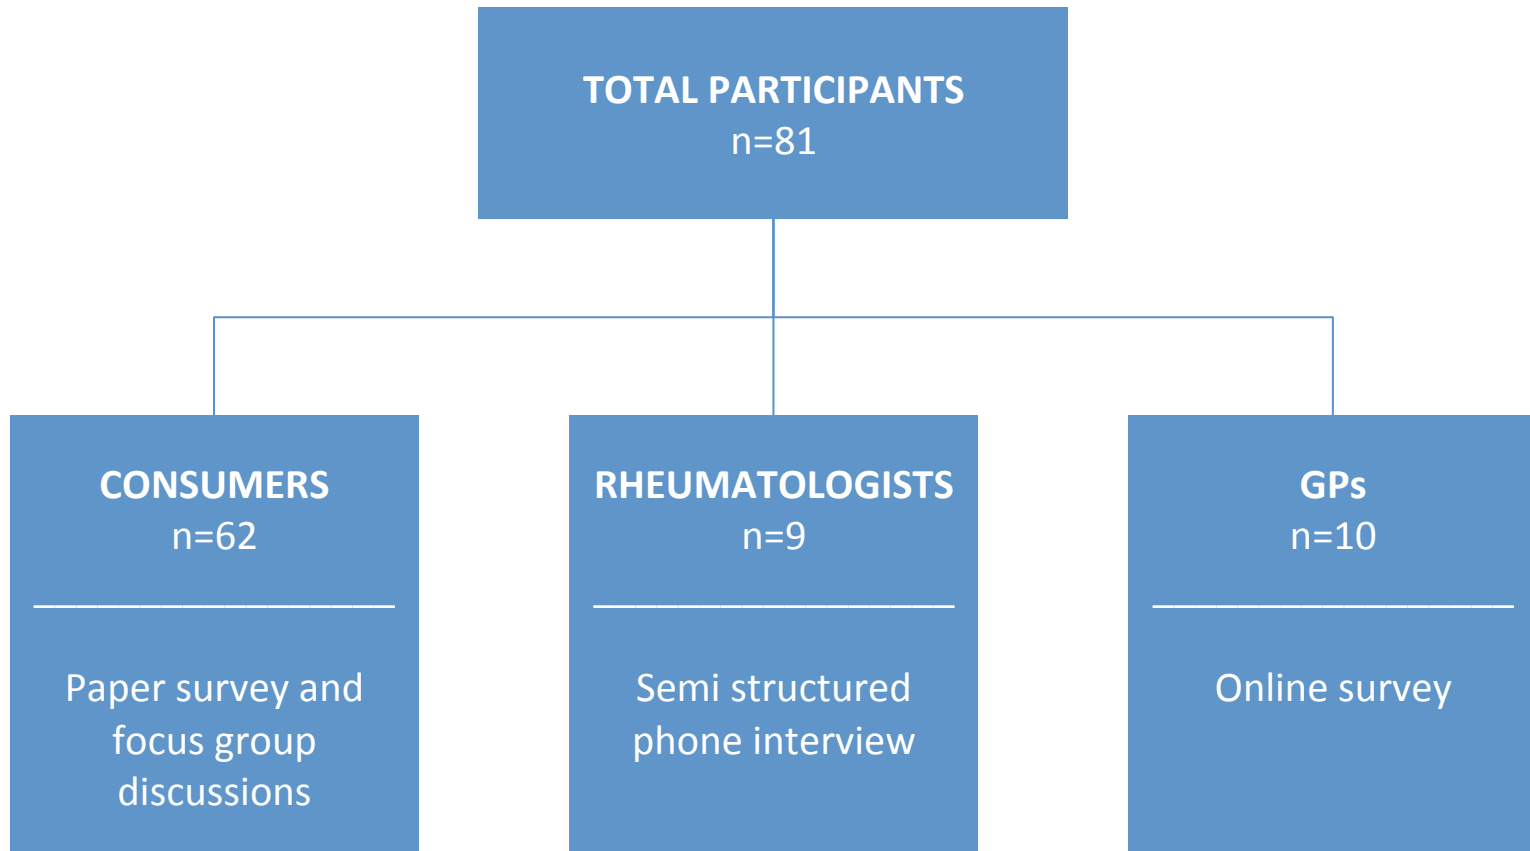 TOTAL PARTICIPANTS
n=81
CONSUMERS
n=62
Paper survey and
focus group
discussions
RHEUMATOLOGISTS
n=9
Semi structured
phone interview
GPs
n=10
Online survey